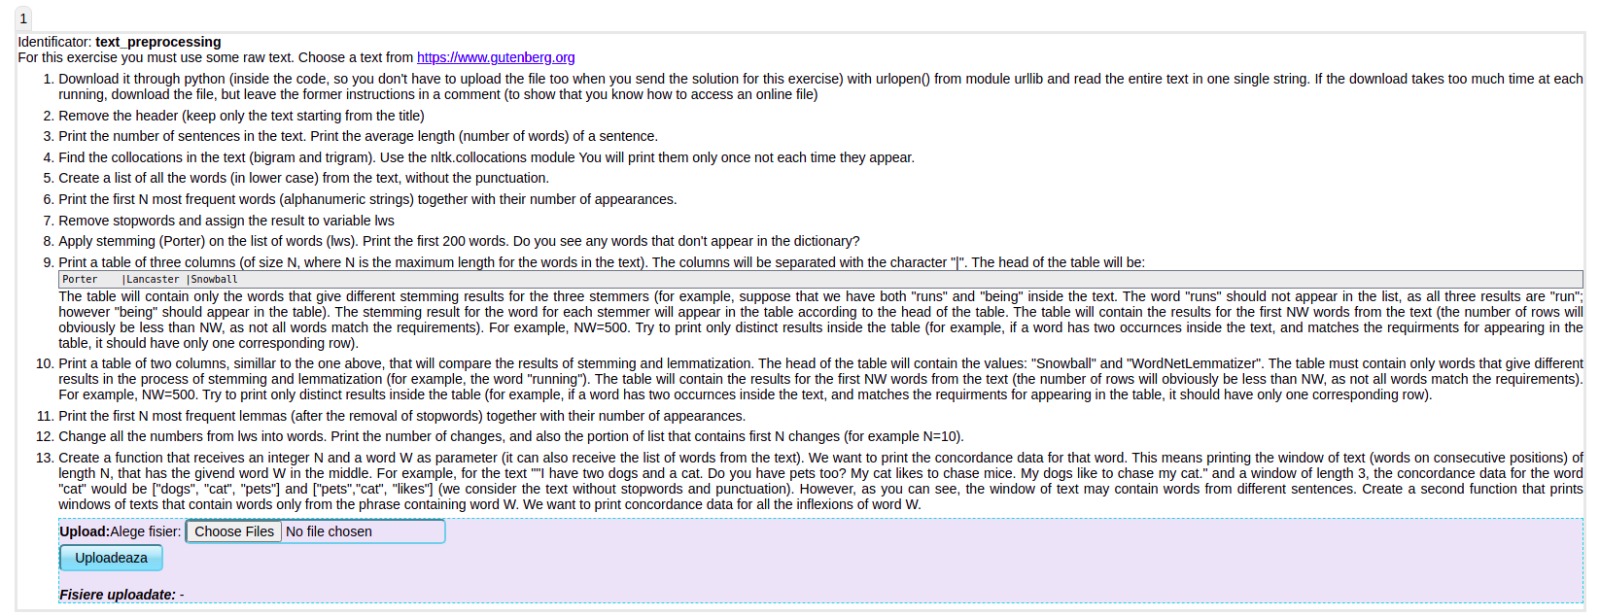 1
Identificator: text_preprocessing
For this exercise you must use some raw text. Choose a text from https://www.gutenberg.org
1. Download it through python (inside the code, so you don't have to upload the file too when you send the solution for this exercise) with urlopen() from module urllib and read the entire text in one single string. If the download takes too much time at each
running, download the file, but leave the former instructions in a comment (to show that you know how to access an online file)
2. Remove the header (keep only the text starting from the title)
3. Print the number of sentences in the text. Print the average length (number of words) of a sentence.
4. Find the collocations in the text (bigram and trigram). Use the nltk.collocations module You will print them only once not each time they appear.
5. Create a list of all the words (in lower case) from the text, without the punctuation.
6. Print the first N most frequent words (alphanumeric strings) together with their number of appearances.
7. Remove stopwords and assign the result to variable lws
8. Apply stemming (Porter) on the list of words (lws). Print the first 200 words. Do you see any words that don't appear in the dictionary?
9. Print a table of three columns (of size N, where N is the maximum length for the words in the text). The columns will be separated with the character "|". The head of the table will be:
Porter    |Lancaster |Snowball
The table will contain only the words that give different stemming results for the three stemmers (for example, suppose that we have both "runs" and "being" inside the text. The word "runs" should not appear in the list, as all three results are "run";
however "being" should appear in the table). The stemming result for the word for each stemmer will appear in the table according to the head of the table. The table will contain the results for the first NW words from the text (the number of rows will
obviously be less than NW, as not all words match the requirements). For example, NW=500. Try to print only distinct results inside the table (for example, if a word has two occurnces inside the text, and matches the requirments for appearing in the
table, it should have only one corresponding row).
10. Print a table of two columns, simillar to the one above, that will compare the results of stemming and lemmatization. The head of the table will contain the values: "Snowball" and "WordNetLemmatizer". The table must contain only words that give different
results in the process of stemming and lemmatization (for example, the word "running"). The table will contain the results for the first NW words from the text (the number of rows will obviously be less than NW, as not all words match the requirements).
For example, NW=500. Try to print only distinct results inside the table (for example, if a word has two occurnces inside the text, and matches the requirments for appearing in the table, it should have only one corresponding row).
11. Print the first N most frequent lemmas (after the removal of stopwords) together with their number of appearances.
12. Change all the numbers from lws into words. Print the number of changes, and also the portion of list that contains first N changes (for example N=10).
13. Create a function that receives an integer N and a word W as parameter (it can also receive the list of words from the text). We want to print the concordance data for that word. This means printing the window of text (words on consecutive positions) of
length N, that has the givend word W in the middle. For example, for the text ""I have two dogs and a cat. Do you have pets too? My cat likes to chase mice. My dogs like to chase my cat." and a window of length 3, the concordance data for the word
"cat" would be ["dogs", "cat", "pets"] and ["pets","cat", "likes"] (we consider the text without stopwords and punctuation). However, as you can see, the window of text may contain words from different sentences. Create a second function that prints
windows of texts that contain words only from the phrase containing word W. We want to print concordance data for all the inflexions of word W.
Upload:Alege fisier: Choose Files No file chosen
Uploadeaza
Fisiere uploadate: -